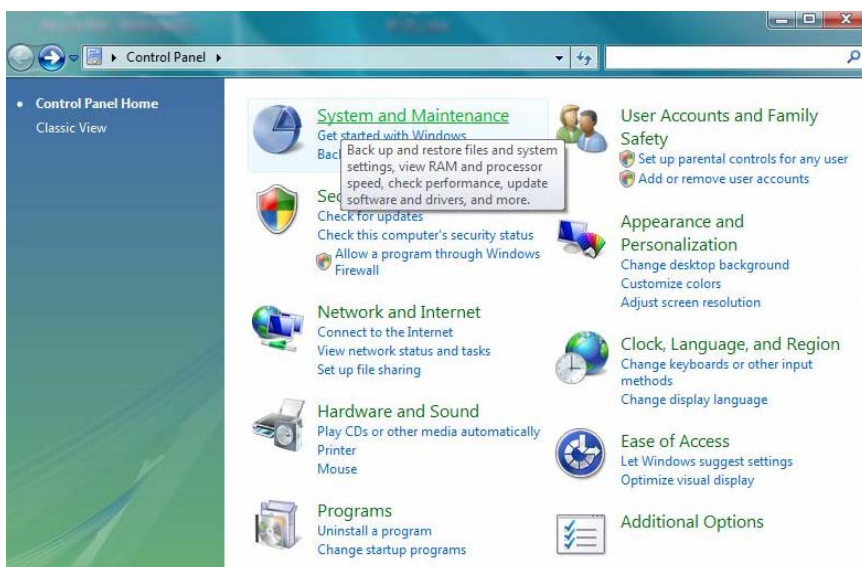 Control Panel
Control Panel Home
Classic View
System and Maintenance
Get started with Windows
Bac
Back up and restore files and system
settings, view RAM and processor
speed, check performance, update
software and drivers, and more.
Sec
Check for updates
Check this computer's security status
Allow a program through Windows
Firewall
Network and Internet
Connect to the Internet
View network status and tasks
Set up file sharing
Hardware and Sound
Play CDs or other media automatically
Printer
Mouse
Programs
Uninstall a program
Change startup programs
User Accounts and Family
Safety
Set up parental controls for any user
Add or remove user accounts
Appearance and
Personalization
Change desktop background
Customize colors
Adjust screen resolution
Clock, Language, and Region
Change keyboards or other input
methods
Change display language
Ease of Access
Let Windows suggest settings
Optimize visual display
Additional Options